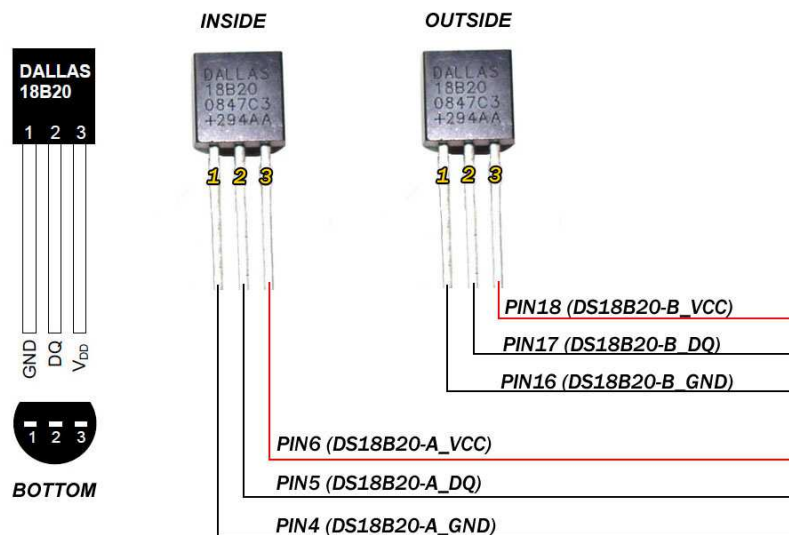 INSIDE
OUTSIDE
DALLAS
18B20
1 2 3
GND
DQ
VDD
1 2 3
BOTTOM
DALLAS
18B20
0847C3
+294AA
1 2 3
DALLAS
18B20
0847C3
+294AA
1 2 3
PIN18 (DS18B20-B_VCC)
PIN17 (DS18B20-B_DQ)
PIN16 (DS18B20-B_GND)
PIN6 (DS18B20-A_VCC)
PIN5 (DS18B20-A_DQ)
PIN4 (DS18B20-A_GND)